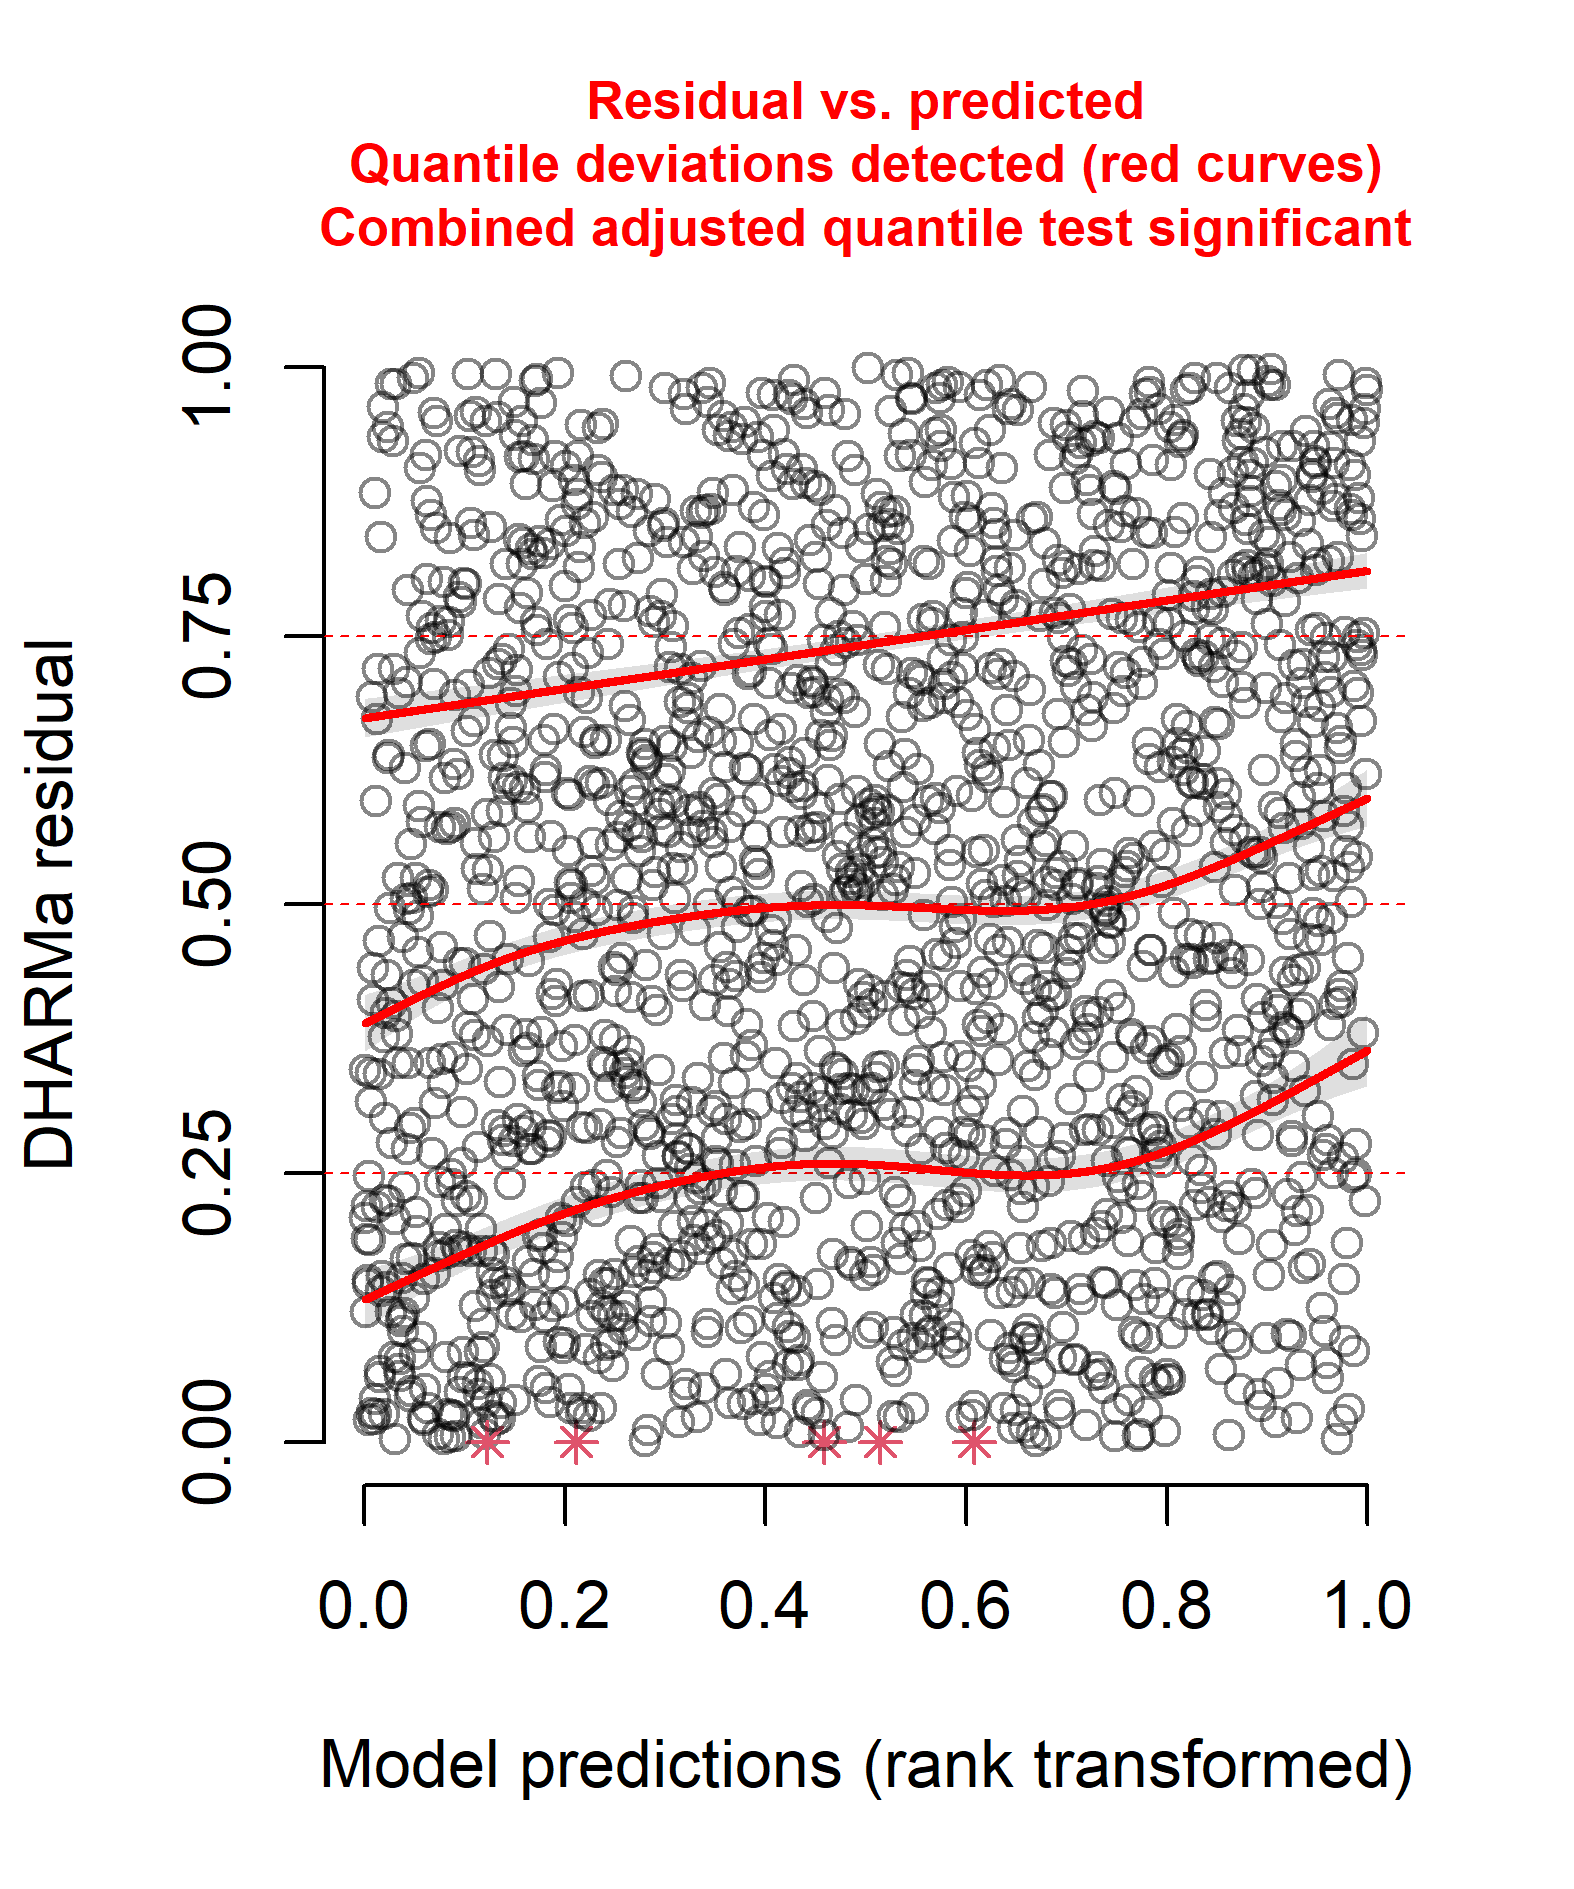 Residual vs. predicted
Quantile deviations detected (red curves)
Combined adjusted quantile test significant
1.00
0.75
0.50
0.25
0.00
DHARMa residual
0.0 0.2 0.4 0.6 0.8 1.0
Model predictions (rank transformed)